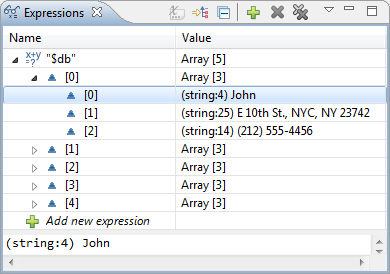 Expressions
Name Value
x+y=? "$db" Array [5]
[0] Array [3]
[0] (string:4) John
[1] (string:25) E 10th St., NYC, NY 23742
[2] (string:14) (212) 555-4456
[1] Array [3]
[2] Array [3]
[3] Array [3]
[4] Array [3]
Add new expression
(string:4) John